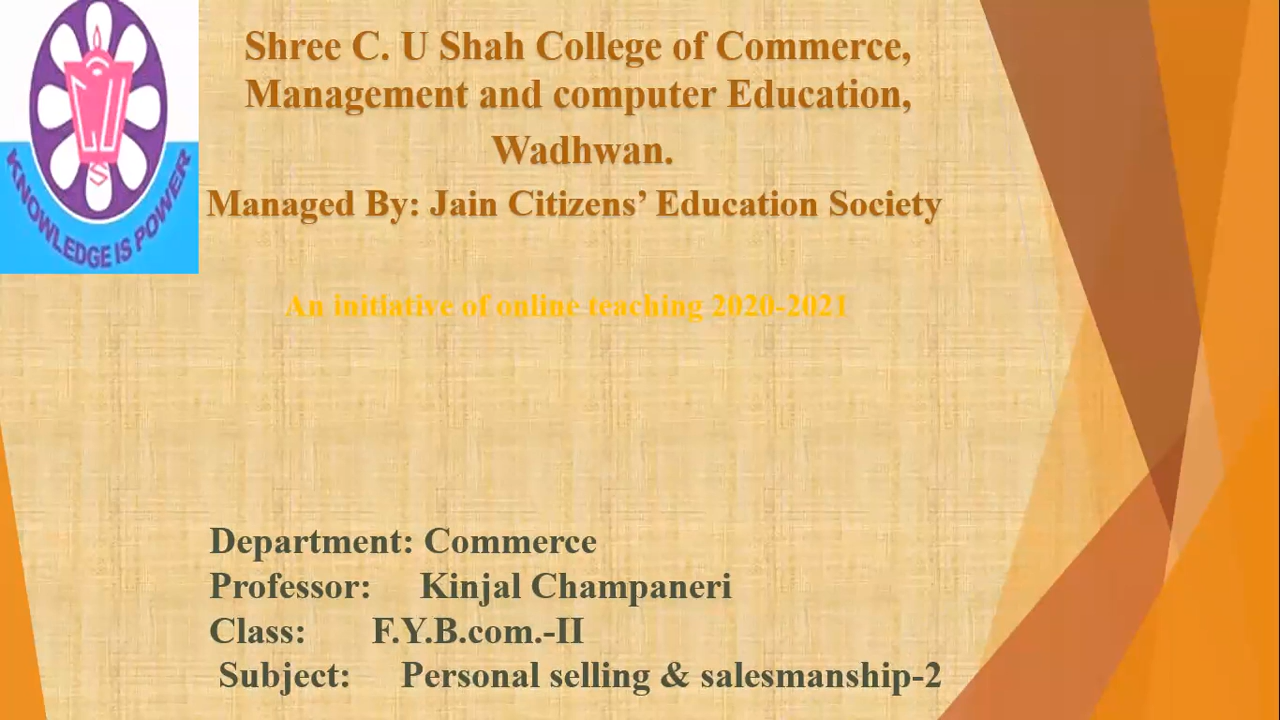 Shree C. U Shah College of Commerce,
Management and computer Education,
Wadhwan.
Managed By: Jain Citizens’ Education Society
KNOWLEDGE IS POWER
An initiative of online teaching 2020-2021
Department: Commerce
Professor: Kinjal Champaneri
Class: F.Y.B.com.-II
Subject: Personal selling & salesmanship-2